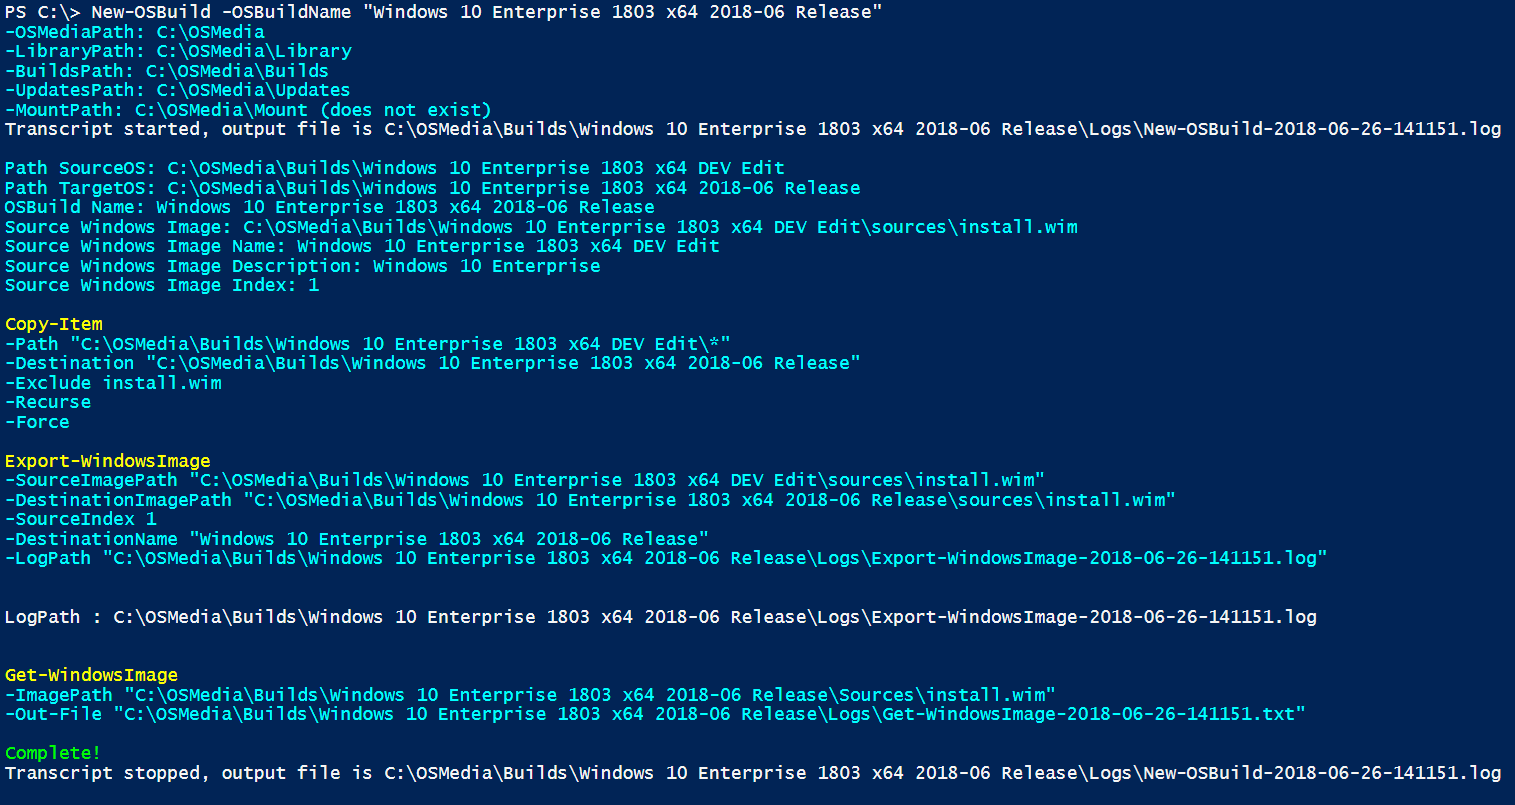 PS C:\> New-OSBuild -OSBuildName "Windows 10 Enterprise 1803 x64 2018-06 Release"
-OSMediaPath: C:\OSMedia
-LibraryPath: C:\OSMedia\Library
-BuildsPath: C:\OSMedia\Builds
-UpdatesPath: C:\OSMedia\Updates
-MountPath: C:\OSMedia\Mount (does not exist)
Transcript started, output file is C:\OSMedia\Builds\Windows 10 Enterprise 1803 x64 2018-06 Release\Logs\New-OSBuild-2018-06-26-141151.log
Path SourceOS: C:\OSMedia\Builds\Windows 10 Enterprise 1803 x64 DEV Edit
Path TargetOS: C:\OSMedia\Builds\Windows 10 Enterprise 1803 x64 2018-06 Release
OSBuild Name: Windows 10 Enterprise 1803 x64 2018-06 Release
Source Windows Image: C:\OSMedia\Builds\Windows 10 Enterprise 1803 x64 DEV Edit\sources\install.wim
Source Windows Image Name: Windows 10 Enterprise 1803 x64 DEV Edit
Source Windows Image Description: Windows 10 Enterprise
Source Windows Image Index: 1
Copy-Item
-Path "C:\OSMedia\Builds\Windows 10 Enterprise 1803 x64 DEV Edit\*"
-Destination "C:\OSMedia\Builds\Windows 10 Enterprise 1803 x64 2018-06 Release"
-Exclude install.wim
-Recurse
-Force
Export-WindowsImage
-SourceImagePath "C:\OSMedia\Builds\Windows 10 Enterprise 1803 x64 DEV Edit\sources\install.wim"
-DestinationImagePath "C:\OSMedia\Builds\Windows 10 Enterprise 1803 x64 2018-06 Release\sources\install.wim"
-SourceIndex 1
-DestinationName "Windows 10 Enterprise 1803 x64 2018-06 Release"
-LogPath "C:\OSMedia\Builds\Windows 10 Enterprise 1803 x64 2018-06 Release\Logs\Export-WindowsImage-2018-06-26-141151.log"
LogPath : C:\OSMedia\Builds\Windows 10 Enterprise 1803 x64 2018-06 Release\Logs\Export-WindowsImage-2018-06-26-141151.log
Get-WindowsImage
-ImagePath "C:\OSMedia\Builds\Windows 10 Enterprise 1803 x64 2018-06 Release\Sources\install.wim"
-Out-File "C:\OSMedia\Builds\Windows 10 Enterprise 1803 x64 2018-06 Release\Logs\Get-WindowsImage-2018-06-26-141151.txt"
Complete!
Transcript stopped, output file is C:\OSMedia\Builds\Windows 10 Enterprise 1803 x64 2018-06 Release\Logs\New-OSBuild-2018-06-26-141151.log